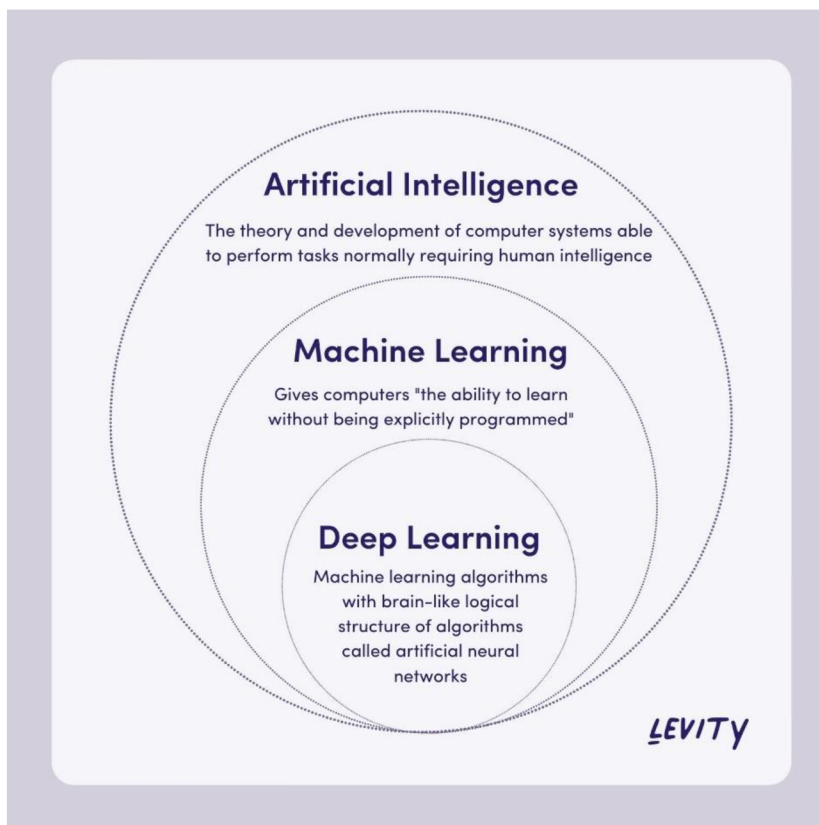 Artificial Intelligence
The theory and development of computer systems able
to perform tasks normally requiring human intelligence
Machine Learning
Gives computers "the ability to learn
without being explicitly programmed"
Deep Learning
Machine learning algorithms
with brain-like logical
structure of algorithms
called artificial neural
networks
LEVITY